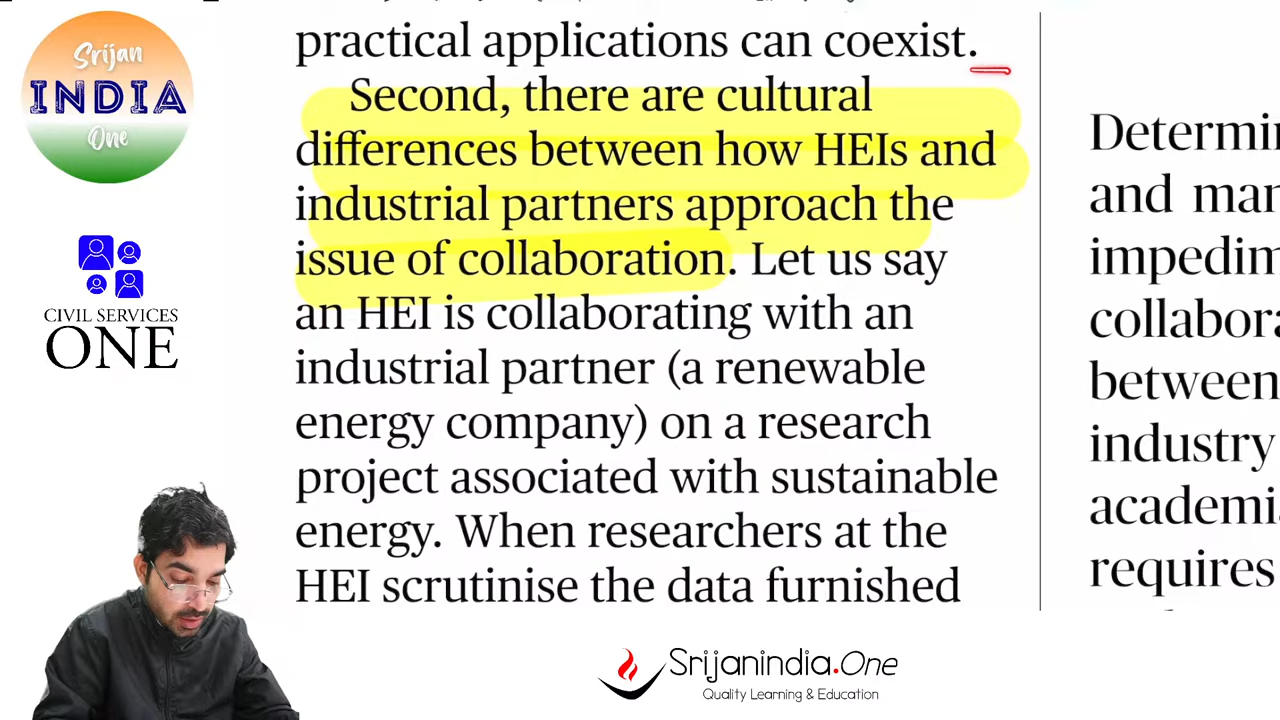 Srijan
INDIA
One
CIVIL SERVICES
ONE
practical applications can coexist.
Second, there are cultural
differences between how HEIs and
industrial partners approach the
issue of collaboration. Let us say
an HEI is collaborating with an
industrial partner (a renewable
energy company) on a research
project associated with sustainable
energy. When researchers at the
HEI scrutinise the data furnished
and
between
industry
requires
SrijanIndia.One
Quality Learning & Education